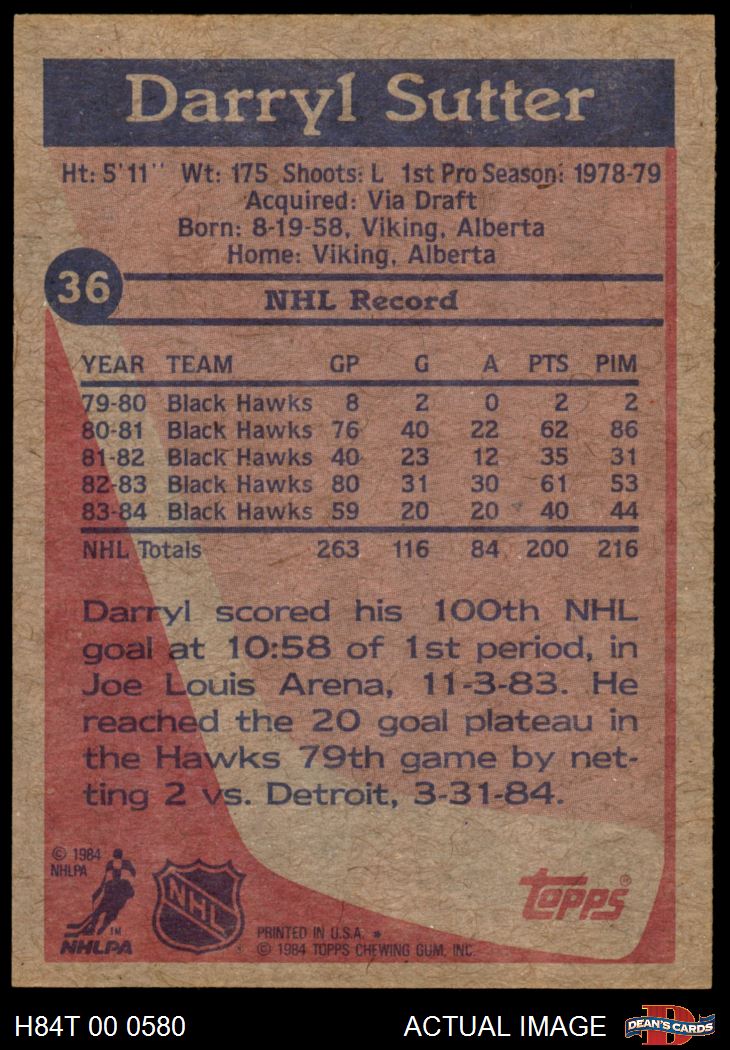 Darryl Sutter
Ht: 5'11'' Wt: 175 Shoots: L 1st Pro Season: 1978-79
Acquired: Via Draft
Born: 8-19-58, Viking, Alberta
Home: Viking, Alberta
36
NHL Record
YEAR TEAM GP G A PTS PIM
79-80 Black Hawks 8 2 0 2 2
80-81 Black Hawks 76 40 22 62 86
81-82 Black Hawks 40 23 12 35 31
82-83 Black Hawks 80 31 30 61 53
83-84 Black Hawks 59 20 20 40 44
NHL Totals 263 116 84 200 216
Darryl scored his 100th NHL
goal at 10:58 of 1st period, in
Joe Louis Arena, 11-3-83. He
reached the 20 goal plateau in
the Hawks 79th game by net-
ting 2 vs. Detroit, 3-31-84.
© 1984
NHLPA
TM
NHLPA
NHL
PRINTED IN U.S.A. *
© 1984 TOPPS CHEWING GUM, INC.
topps®
H84T 00 0580
ACTUAL IMAGE
D
DEAN'S CARDS